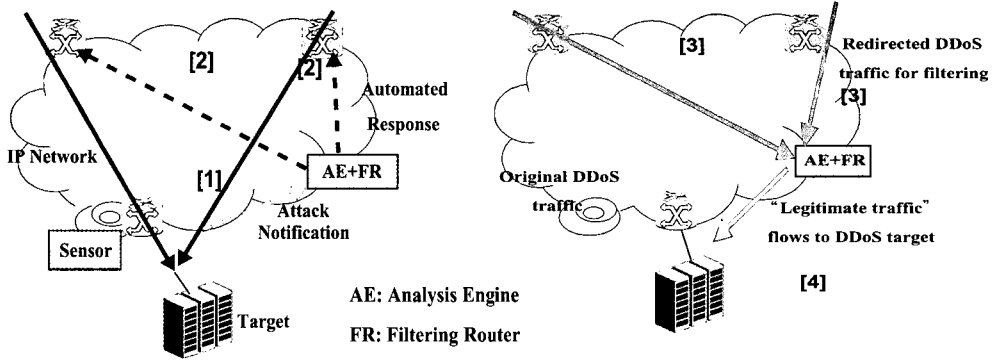 [2]
[2]
Automated
Response
IP Network
[1]
AE+FR
Attack
Notification
Sensor
Target
AE: Analysis Engine
FR: Filtering Router
[3]
Redirected DDoS
traffic for filtering
[3]
AE+FR
Original DDoS
traffic
“Legitimate traffic”
flows to DDoS target
[4]